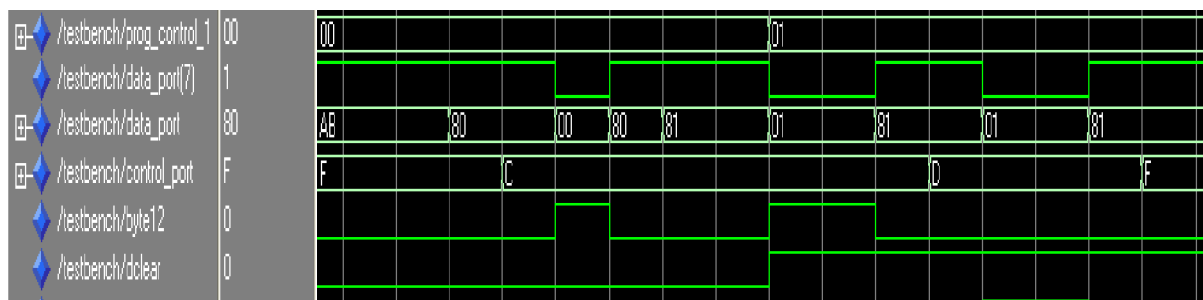 /testbench/prog_control_1 00 00 01
/testbench/data_port(7) 1
/testbench/data_port 80 AB 80 00 80 81 01 81 01 81
/testbench/control_port F F C D F
/testbench/byte12 0
/testbench/dclear 0